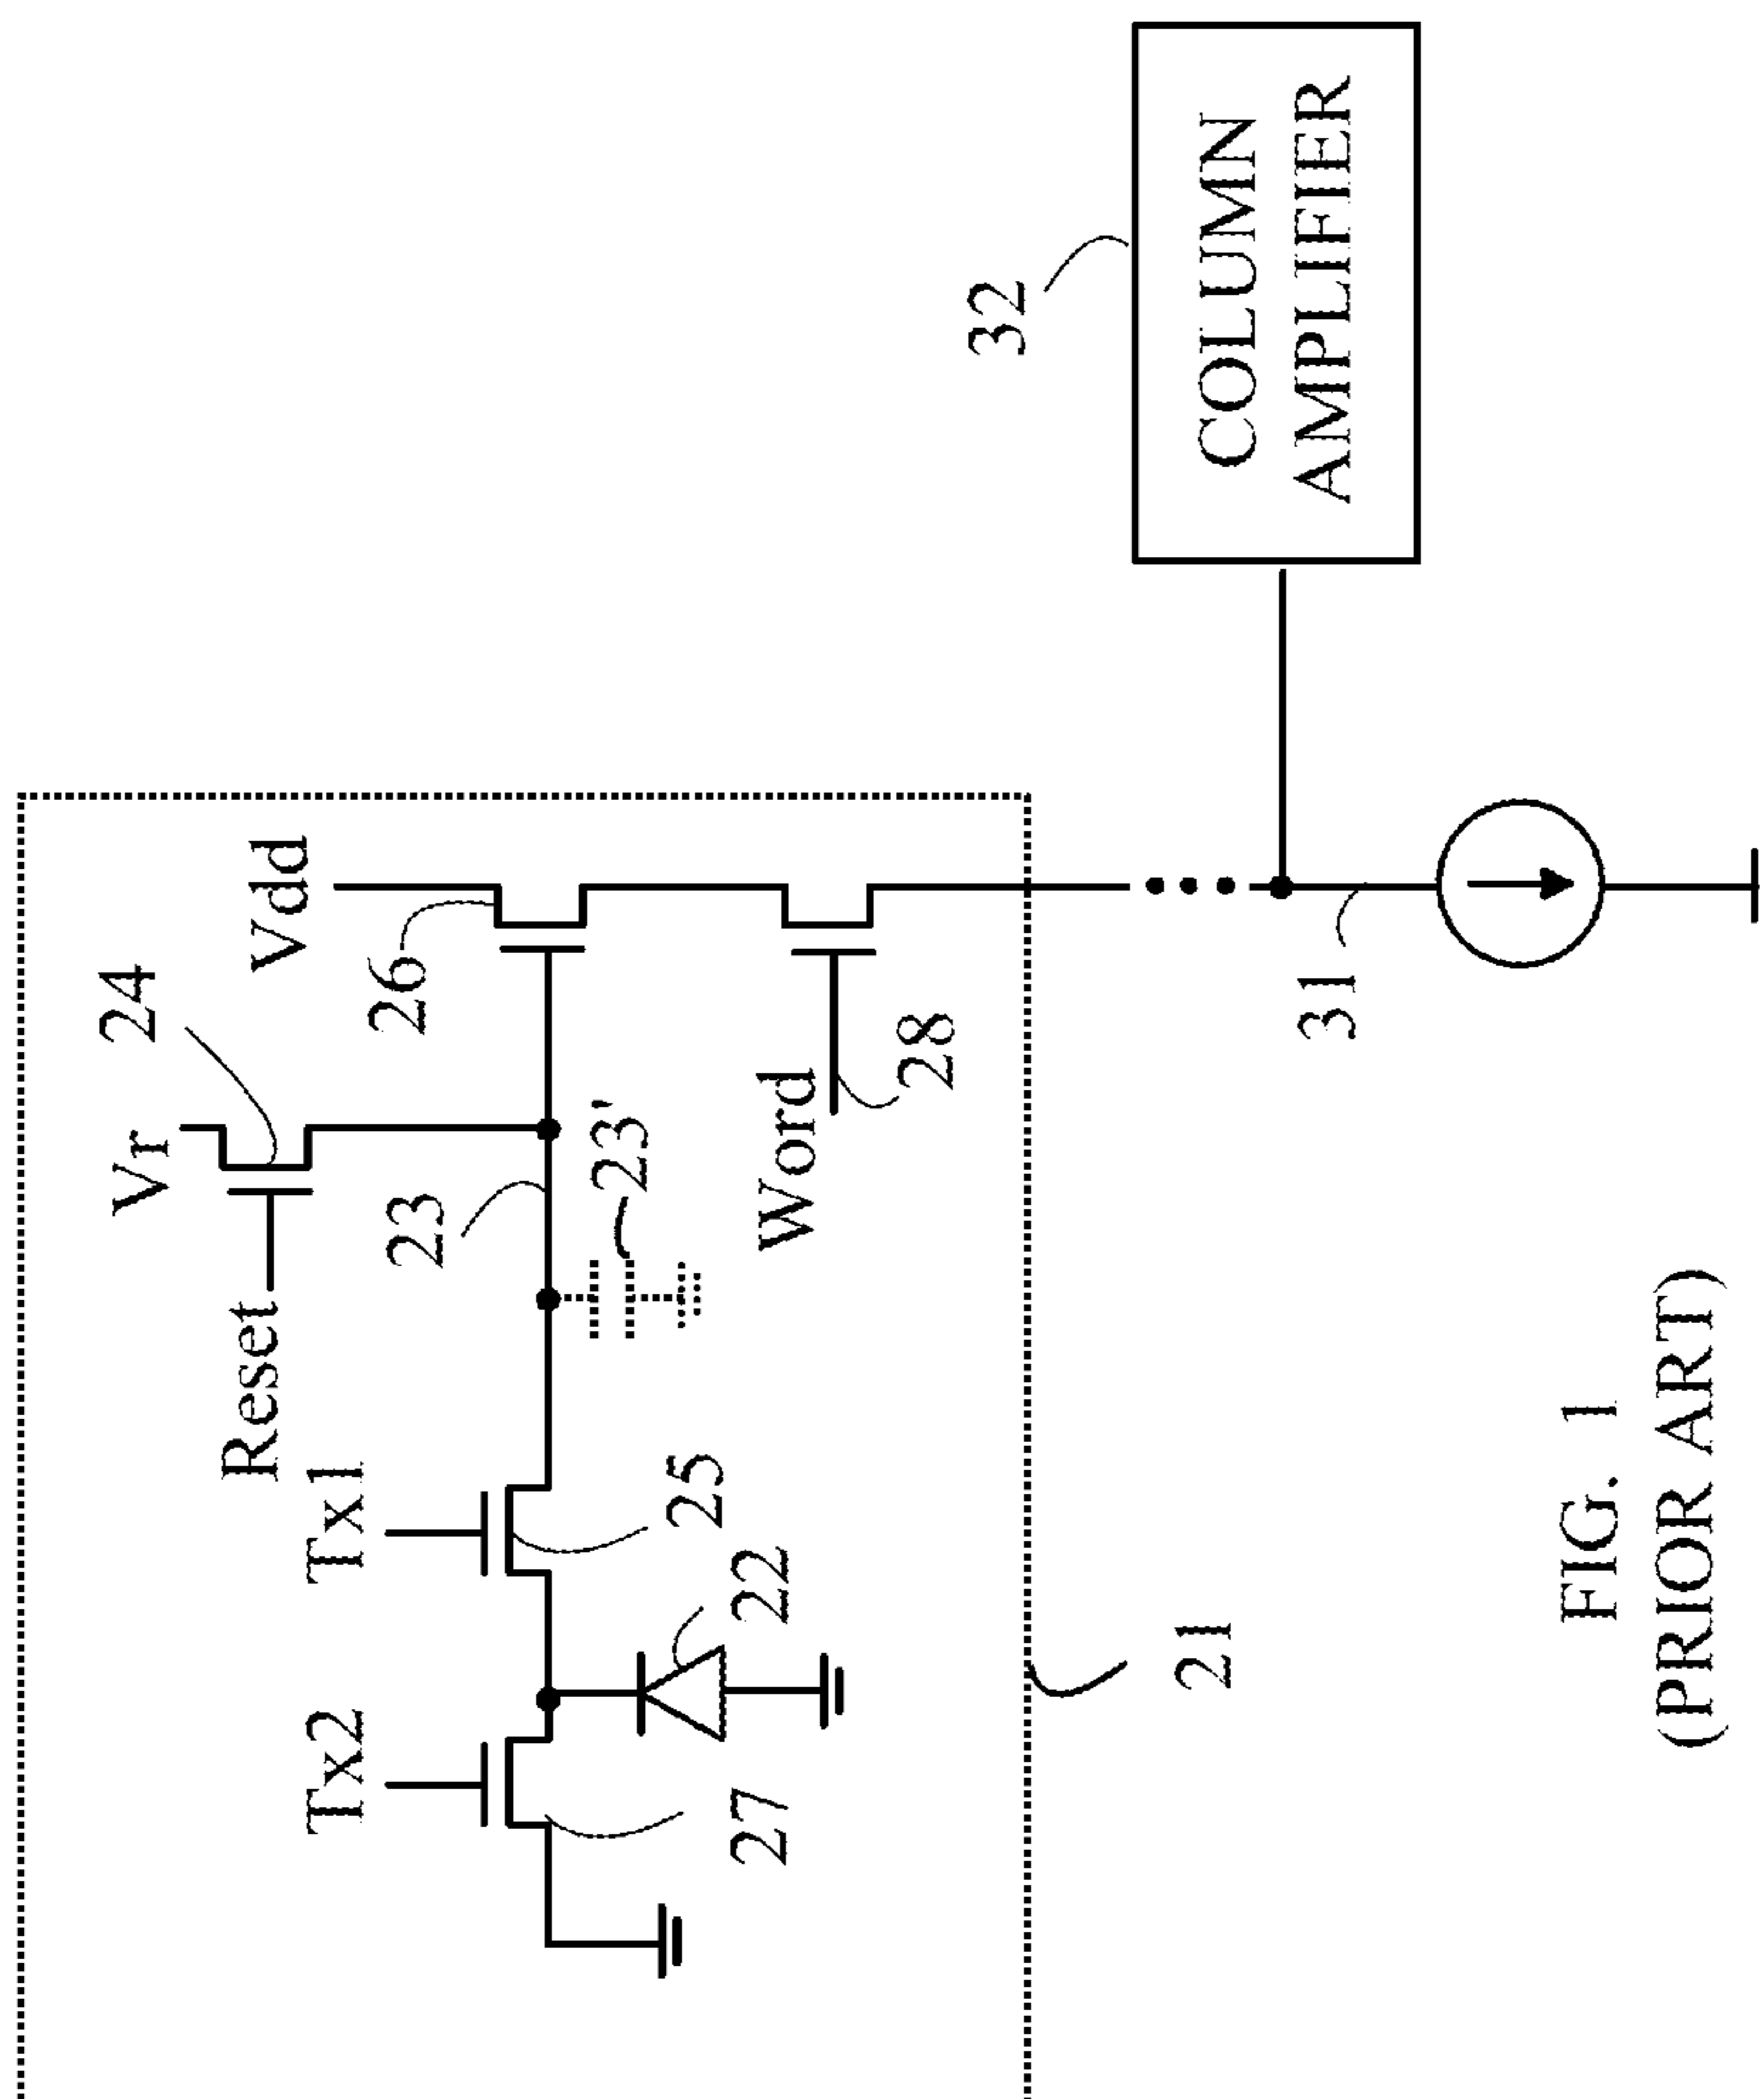 Vr
24
Vdd
Reset
26
Tx2
Tx1
23
23'
25
Word
28
27
22
21
31
32
COLUMN
AMPLIFIER
FIG. 1
(PRIOR ART)